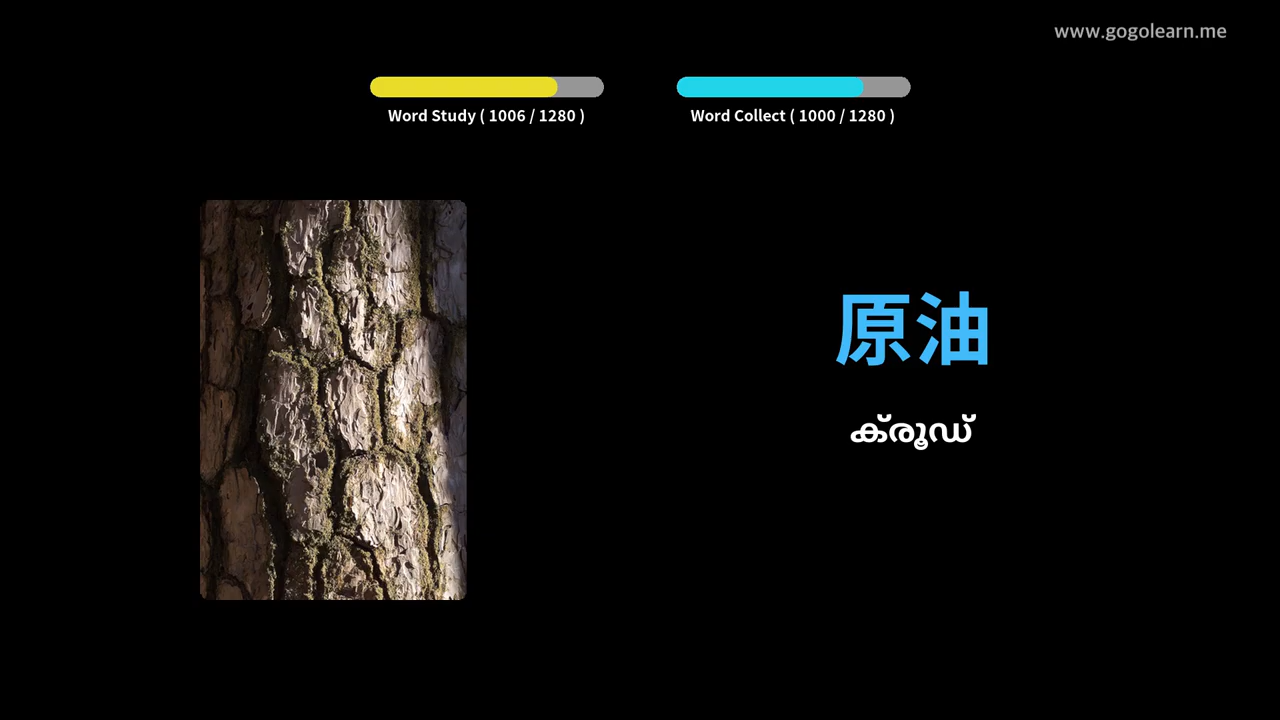 www.gogolearn.me
Word Study ( 1006 / 1280 )
Word Collect ( 1000 / 1280 )
原油
ക്രൂഡ്